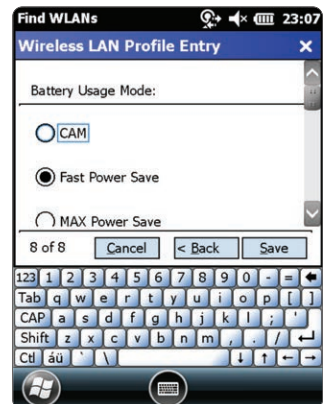 Find WLANs 23:07
Wireless LAN Profile Entry X
Battery Usage Mode:
CAM
Fast Power Save
MAX Power Save
8 of 8 Cancel < Back Save
123 1 2 3 4 5 6 7 8 9 0 - =
Tab q w e r t y u i o p [ ]
CAP a s d f g h j k l ; '
Shift z x c v b n m , . /
Ctl áü ` \